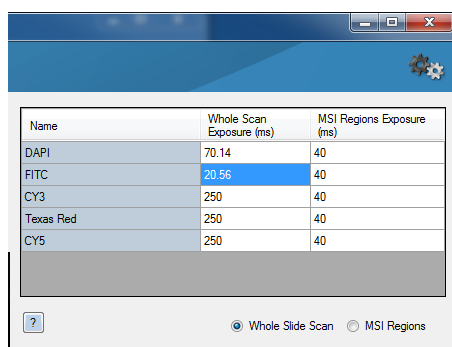 Name Whole Scan Exposure (ms) MSI Regions Exposure (ms)
DAPI 70.14 40
FITC 20.56 40
CY3 250 40
Texas Red 250 40
CY5 250 40
? Whole Slide Scan MSI Regions